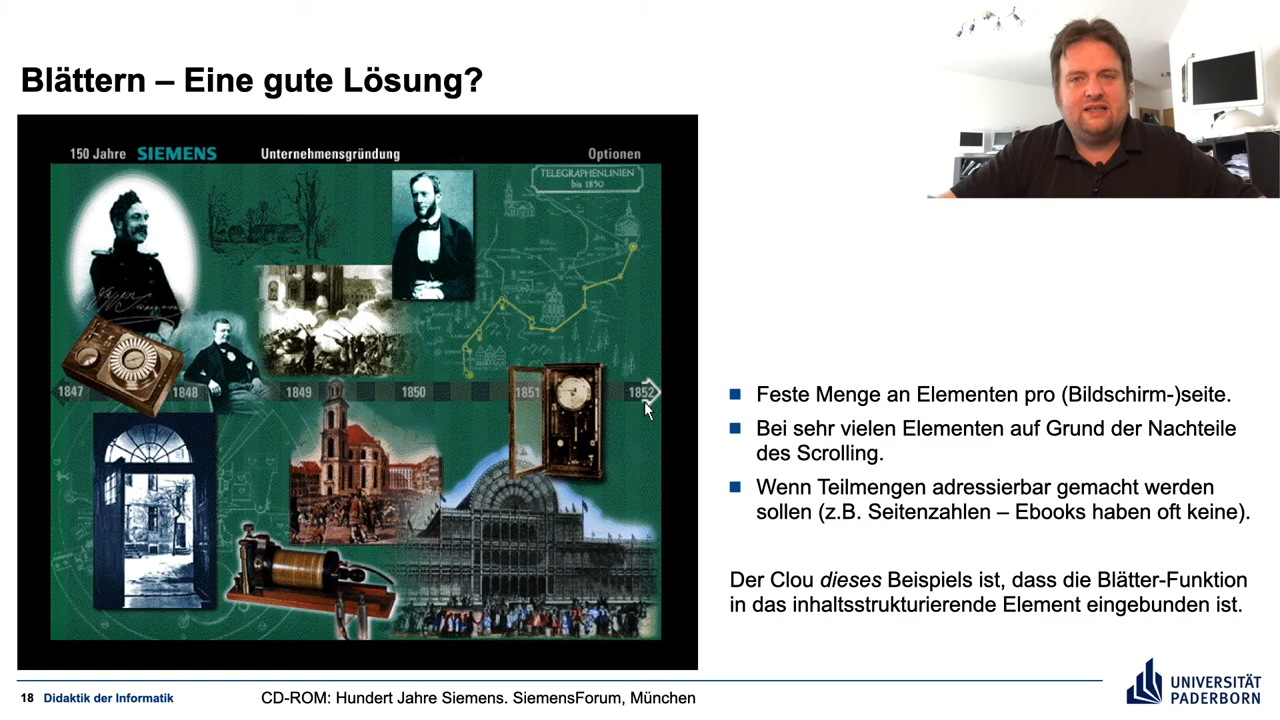 Blättern – Eine gute Lösung?
150 Jahre SIEMENS Unternehmensgründung Optionen
TELEGRAPHENLINIEN
bis 1850
1847 1848 1849 1850 1851 1852
■ Feste Menge an Elementen pro (Bildschirm-)seite.
■ Bei sehr vielen Elementen auf Grund der Nachteile
des Scrolling.
■ Wenn Teilmengen adressierbar gemacht werden
sollen (z.B. Seitenzahlen – Ebooks haben oft keine).
Der Clou dieses Beispiels ist, dass die Blätter-Funktion
in das inhaltsstrukturierende Element eingebunden ist.
18 Didaktik der Informatik CD-ROM: Hundert Jahre Siemens. SiemensForum, München
UNIVERSITÄT
PADERBORN